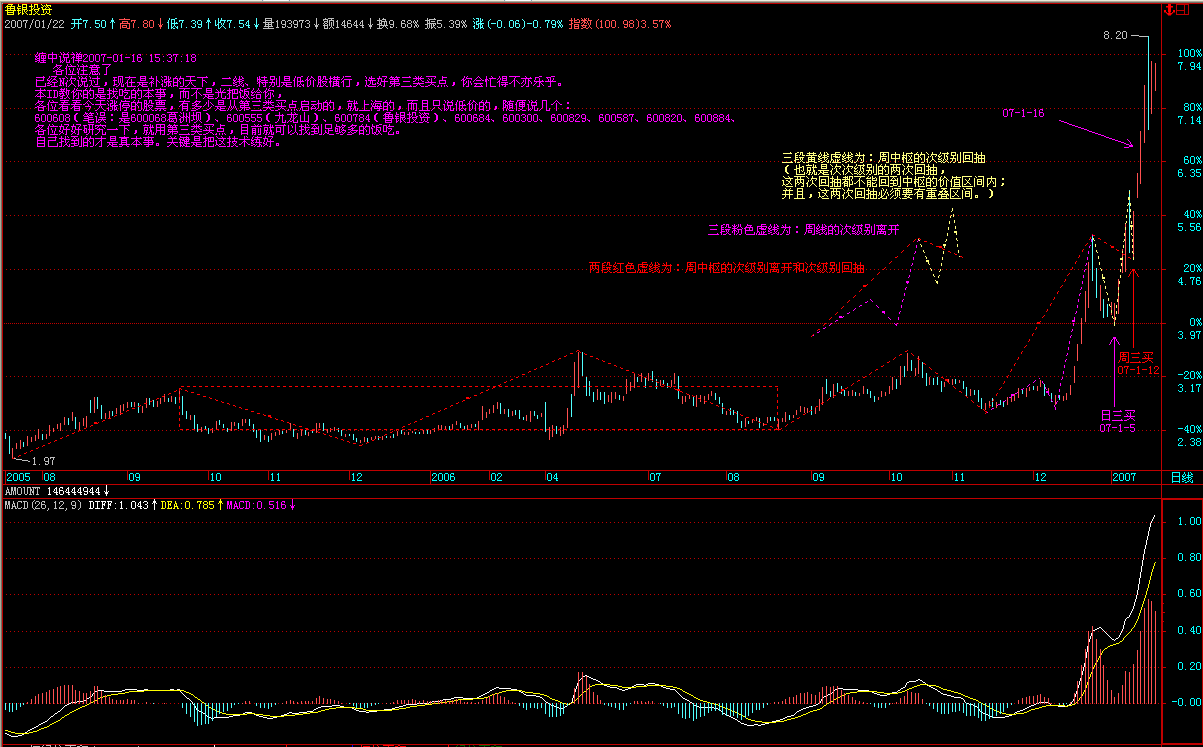 鲁银投资
2007/01/22 开7.50↑高7.80↓低7.39↑收7.54↓量193973↓额14644↓换9.68% 振5.39% 涨(-0.06)-0.79% 指数(100.98)3.57%
8.20
缠中说禅2007-01-16 15:37:18
各位注意了
已经N次说过，现在是补涨的天下，二线、特别是低价股横行，选好第三类买点，你会忙得不亦乐乎。
本ID教你的是找吃的本事，而不是光把饭给你，
各位看看今天涨停的股票，有多少是从第三类买点启动的，就上海的，而且只说低价的，随便说几个：
600608（笔误：是600068葛洲坝）、600555（九龙山）、600784（鲁银投资）、600684、600300、600829、600587、600820、600884、
各位好好研究一下，就用第三类买点，目前就可以找到足够多的饭吃。
自己找到的才是真本事。关键是把这技术练好。
100%
7.94
80%
7.14
60%
6.35
40%
5.56
20%
4.76
0%
3.97
-20%
3.17
-40%
2.38
07-1-16
三段黄线虚线为：周中枢的次级别回抽
（也就是次次级别的两次回抽，
这两次回抽都不能回到中枢的价值区间内；
并且，这两次回抽必须要有重叠区间。）
三段粉色虚线为：周线的次级别离开
两段红色虚线为：周中枢的次级别离开和次级别回抽
周三买
07-1-12
日三买
07-1-5
1.97
2005 08 09 10 11 12 2006 02 04 07 08 09 10 11 12 2007 日线
AMOUNT 146444944↓
MACD(26,12,9) DIFF:1.043↑DEA:0.785↑MACD:0.516↓
1.00
0.80
0.60
0.40
0.20
-0.00